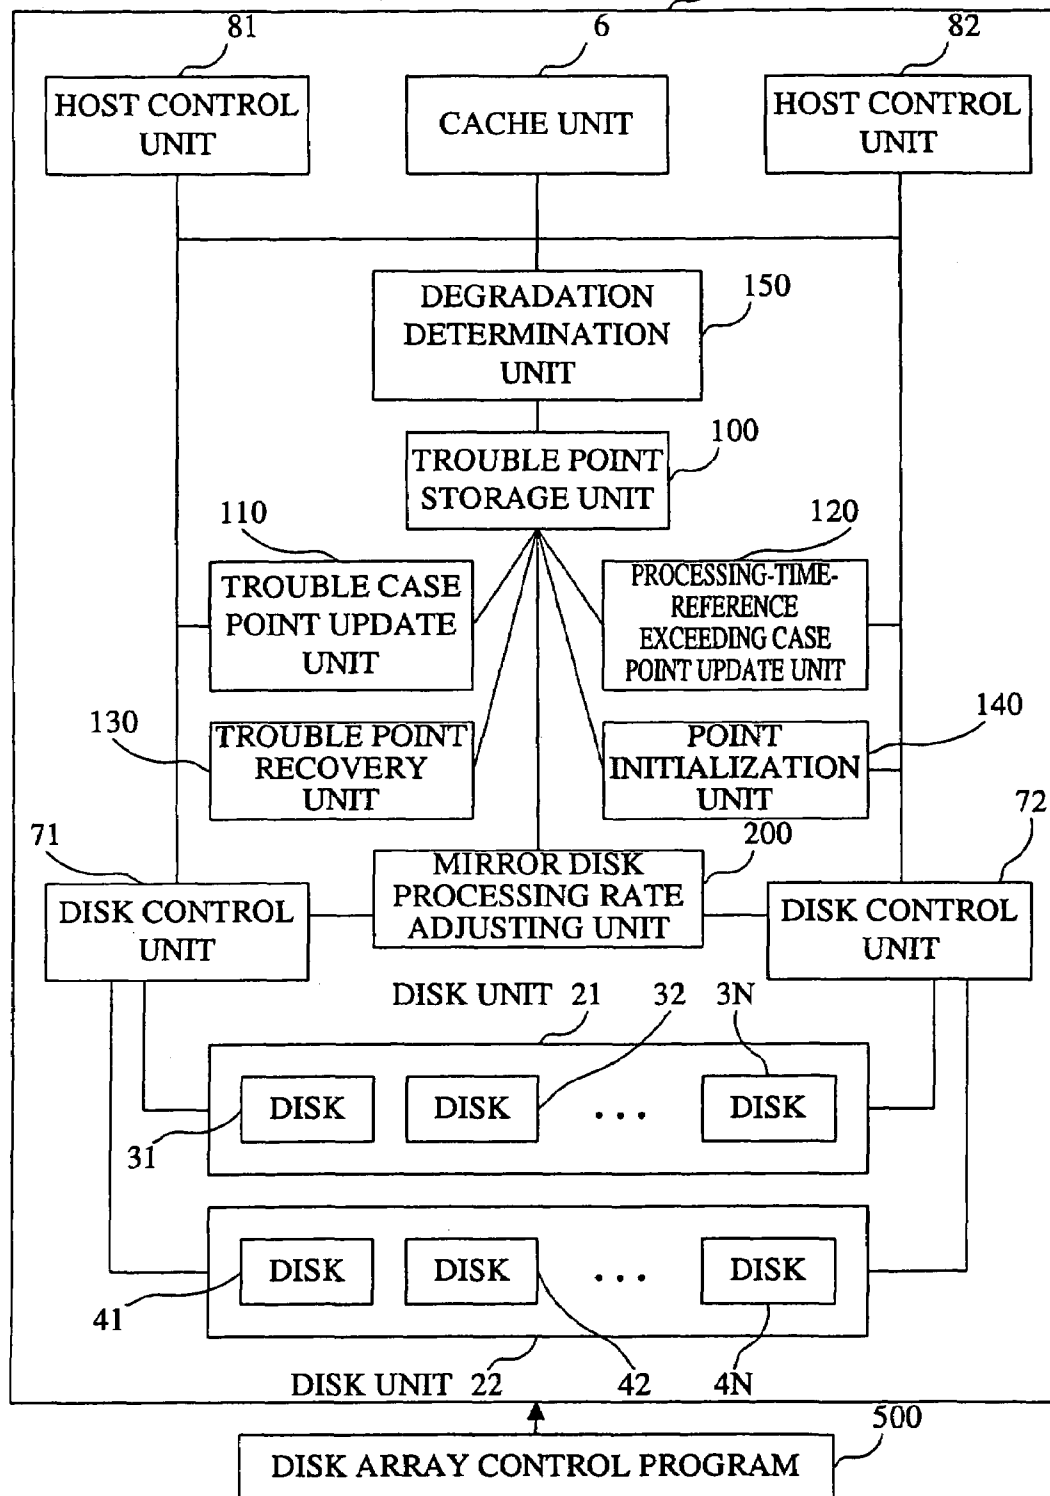 81
6
82
HOST CONTROL
UNIT
CACHE UNIT
HOST CONTROL
UNIT
DEGRADATION
DETERMINATION
UNIT
150
TROUBLE POINT
STORAGE UNIT
100
110
TROUBLE CASE
POINT UPDATE
UNIT
120
PROCESSING-TIME-
REFERENCE
EXCEEDING CASE
POINT UPDATE UNIT
130
TROUBLE POINT
RECOVERY
UNIT
140
POINT
INITIALIZATION
UNIT
71
DISK CONTROL
UNIT
200
MIRROR DISK
PROCESSING RATE
ADJUSTING UNIT
72
DISK CONTROL
UNIT
DISK UNIT 21
32
3N
DISK
DISK
. . .
DISK
31
DISK
DISK
. . .
DISK
41
DISK UNIT 22
42
4N
500
DISK ARRAY CONTROL PROGRAM